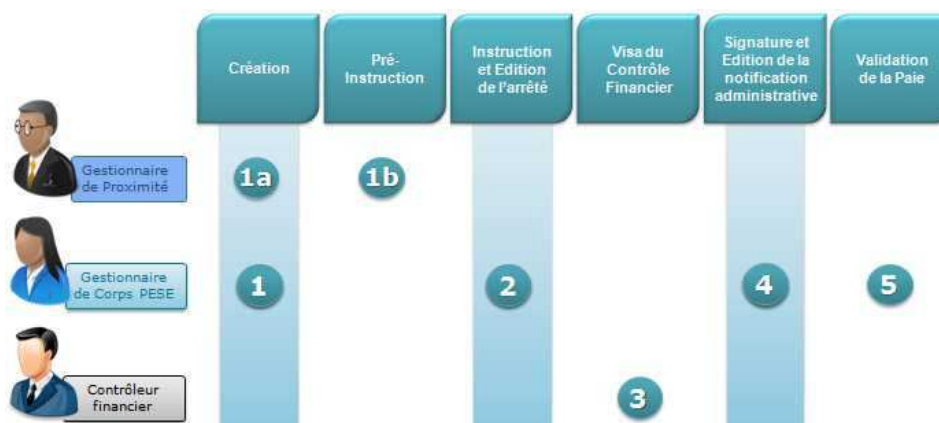 Création
Pré-
Instruction
Instruction
et Edition
de l'arrêté
Visa du
Contrôle
Financier
Signature et
Edition de la
notification
administrative
Validation
de la Paie
Gestionnaire
de Proximité
1a
1b
Gestionnaire
de Corps PESE
1
2
4
5
Contrôleur
financier
3